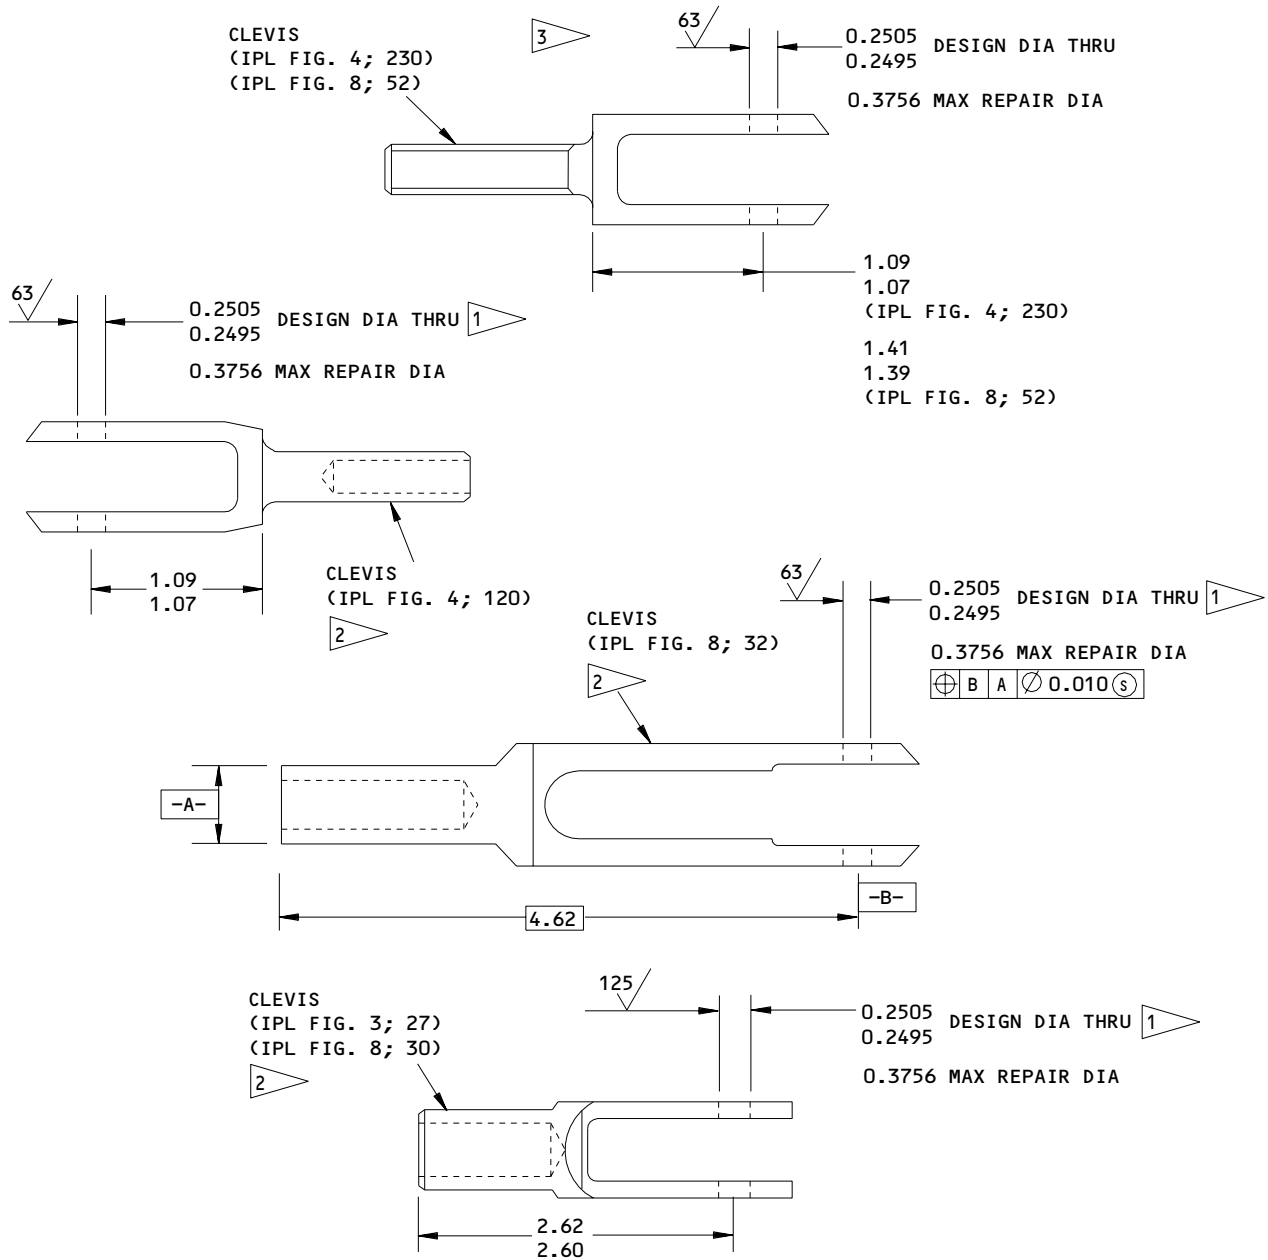 CLEVIS
(IPL FIG. 4; 230)
(IPL FIG. 8; 52)
3
63
0.2505
0.2495
DESIGN DIA THRU
0.3756 MAX REPAIR DIA
1.09
1.07
(IPL FIG. 4; 230)
1.41
1.39
(IPL FIG. 8; 52)
63
0.2505
0.2495
DESIGN DIA THRU
1
0.3756 MAX REPAIR DIA
1.09
1.07
CLEVIS
(IPL FIG. 4; 120)
2
CLEVIS
(IPL FIG. 8; 32)
2
63
0.2505
0.2495
DESIGN DIA THRU
1
0.3756 MAX REPAIR DIA
⌖ B A ∅ 0.010 Ⓢ
-A-
-B-
4.62
CLEVIS
(IPL FIG. 3; 27)
(IPL FIG. 8; 30)
2
125
0.2505
0.2495
DESIGN DIA THRU
1
0.3756 MAX REPAIR DIA
2.62
2.60